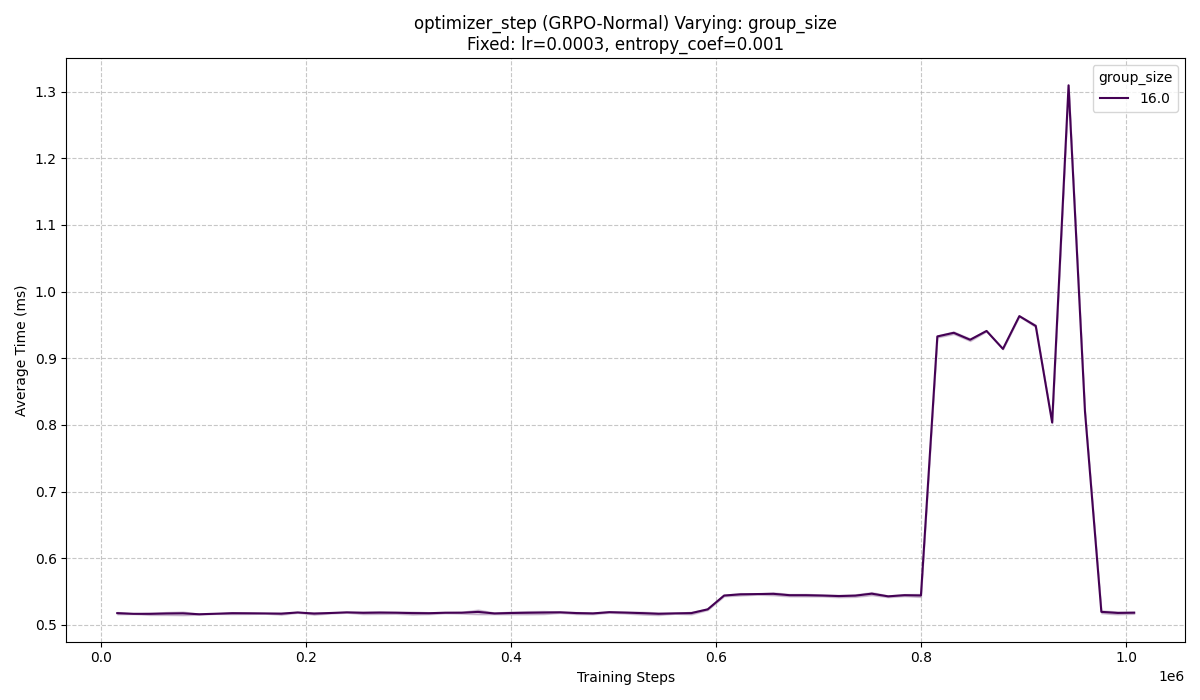 optimizer_step (GRPO-Normal) Varying: group_size
Fixed: lr=0.0003, entropy_coef=0.001
group_size
16.0
Average Time (ms)
1.3
1.2
1.1
1.0
0.9
0.8
0.7
0.6
0.5
0.0
0.2
0.4
0.6
0.8
1.0
1e6
Training Steps